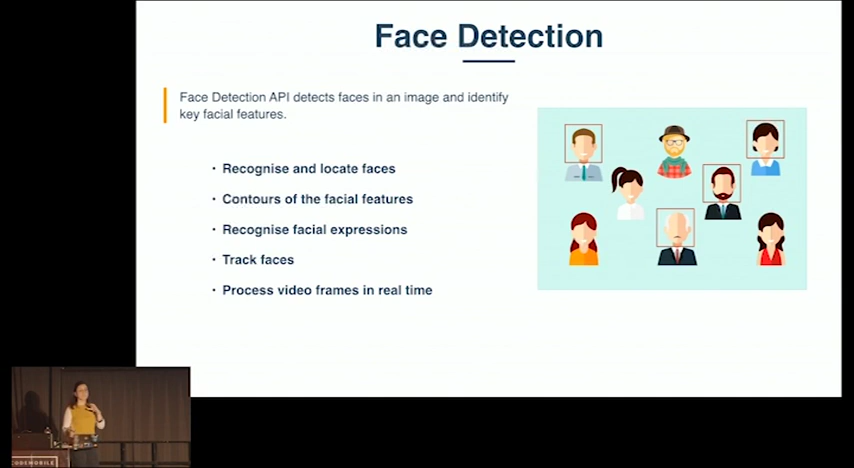 Face Detection
Face Detection API detects faces in an image and identify
key facial features.
· Recognise and locate faces
· Contours of the facial features
· Recognise facial expressions
· Track faces
· Process video frames in real time
CODEMOBILE